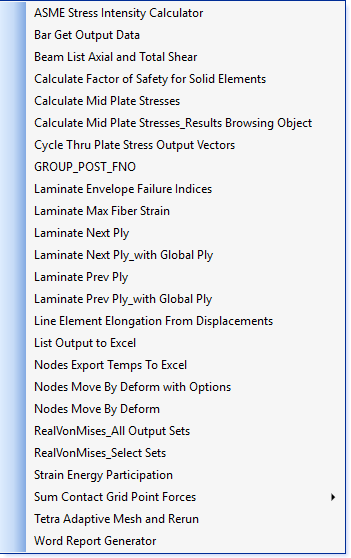 ASME Stress Intensity Calculator
Bar Get Output Data
Beam List Axial and Total Shear
Calculate Factor of Safety for Solid Elements
Calculate Mid Plate Stresses
Calculate Mid Plate Stresses_Results Browsing Object
Cycle Thru Plate Stress Output Vectors
GROUP_POST_FNO
Laminate Envelope Failure Indices
Laminate Max Fiber Strain
Laminate Next Ply
Laminate Next Ply_with Global Ply
Laminate Prev Ply
Laminate Prev Ply_with Global Ply
Line Element Elongation From Displacements
List Output to Excel
Nodes Export Temps To Excel
Nodes Move By Deform with Options
Nodes Move By Deform
RealVonMises_All Output Sets
RealVonMises_Select Sets
Strain Energy Participation
Sum Contact Grid Point Forces
Tetra Adaptive Mesh and Rerun
Word Report Generator